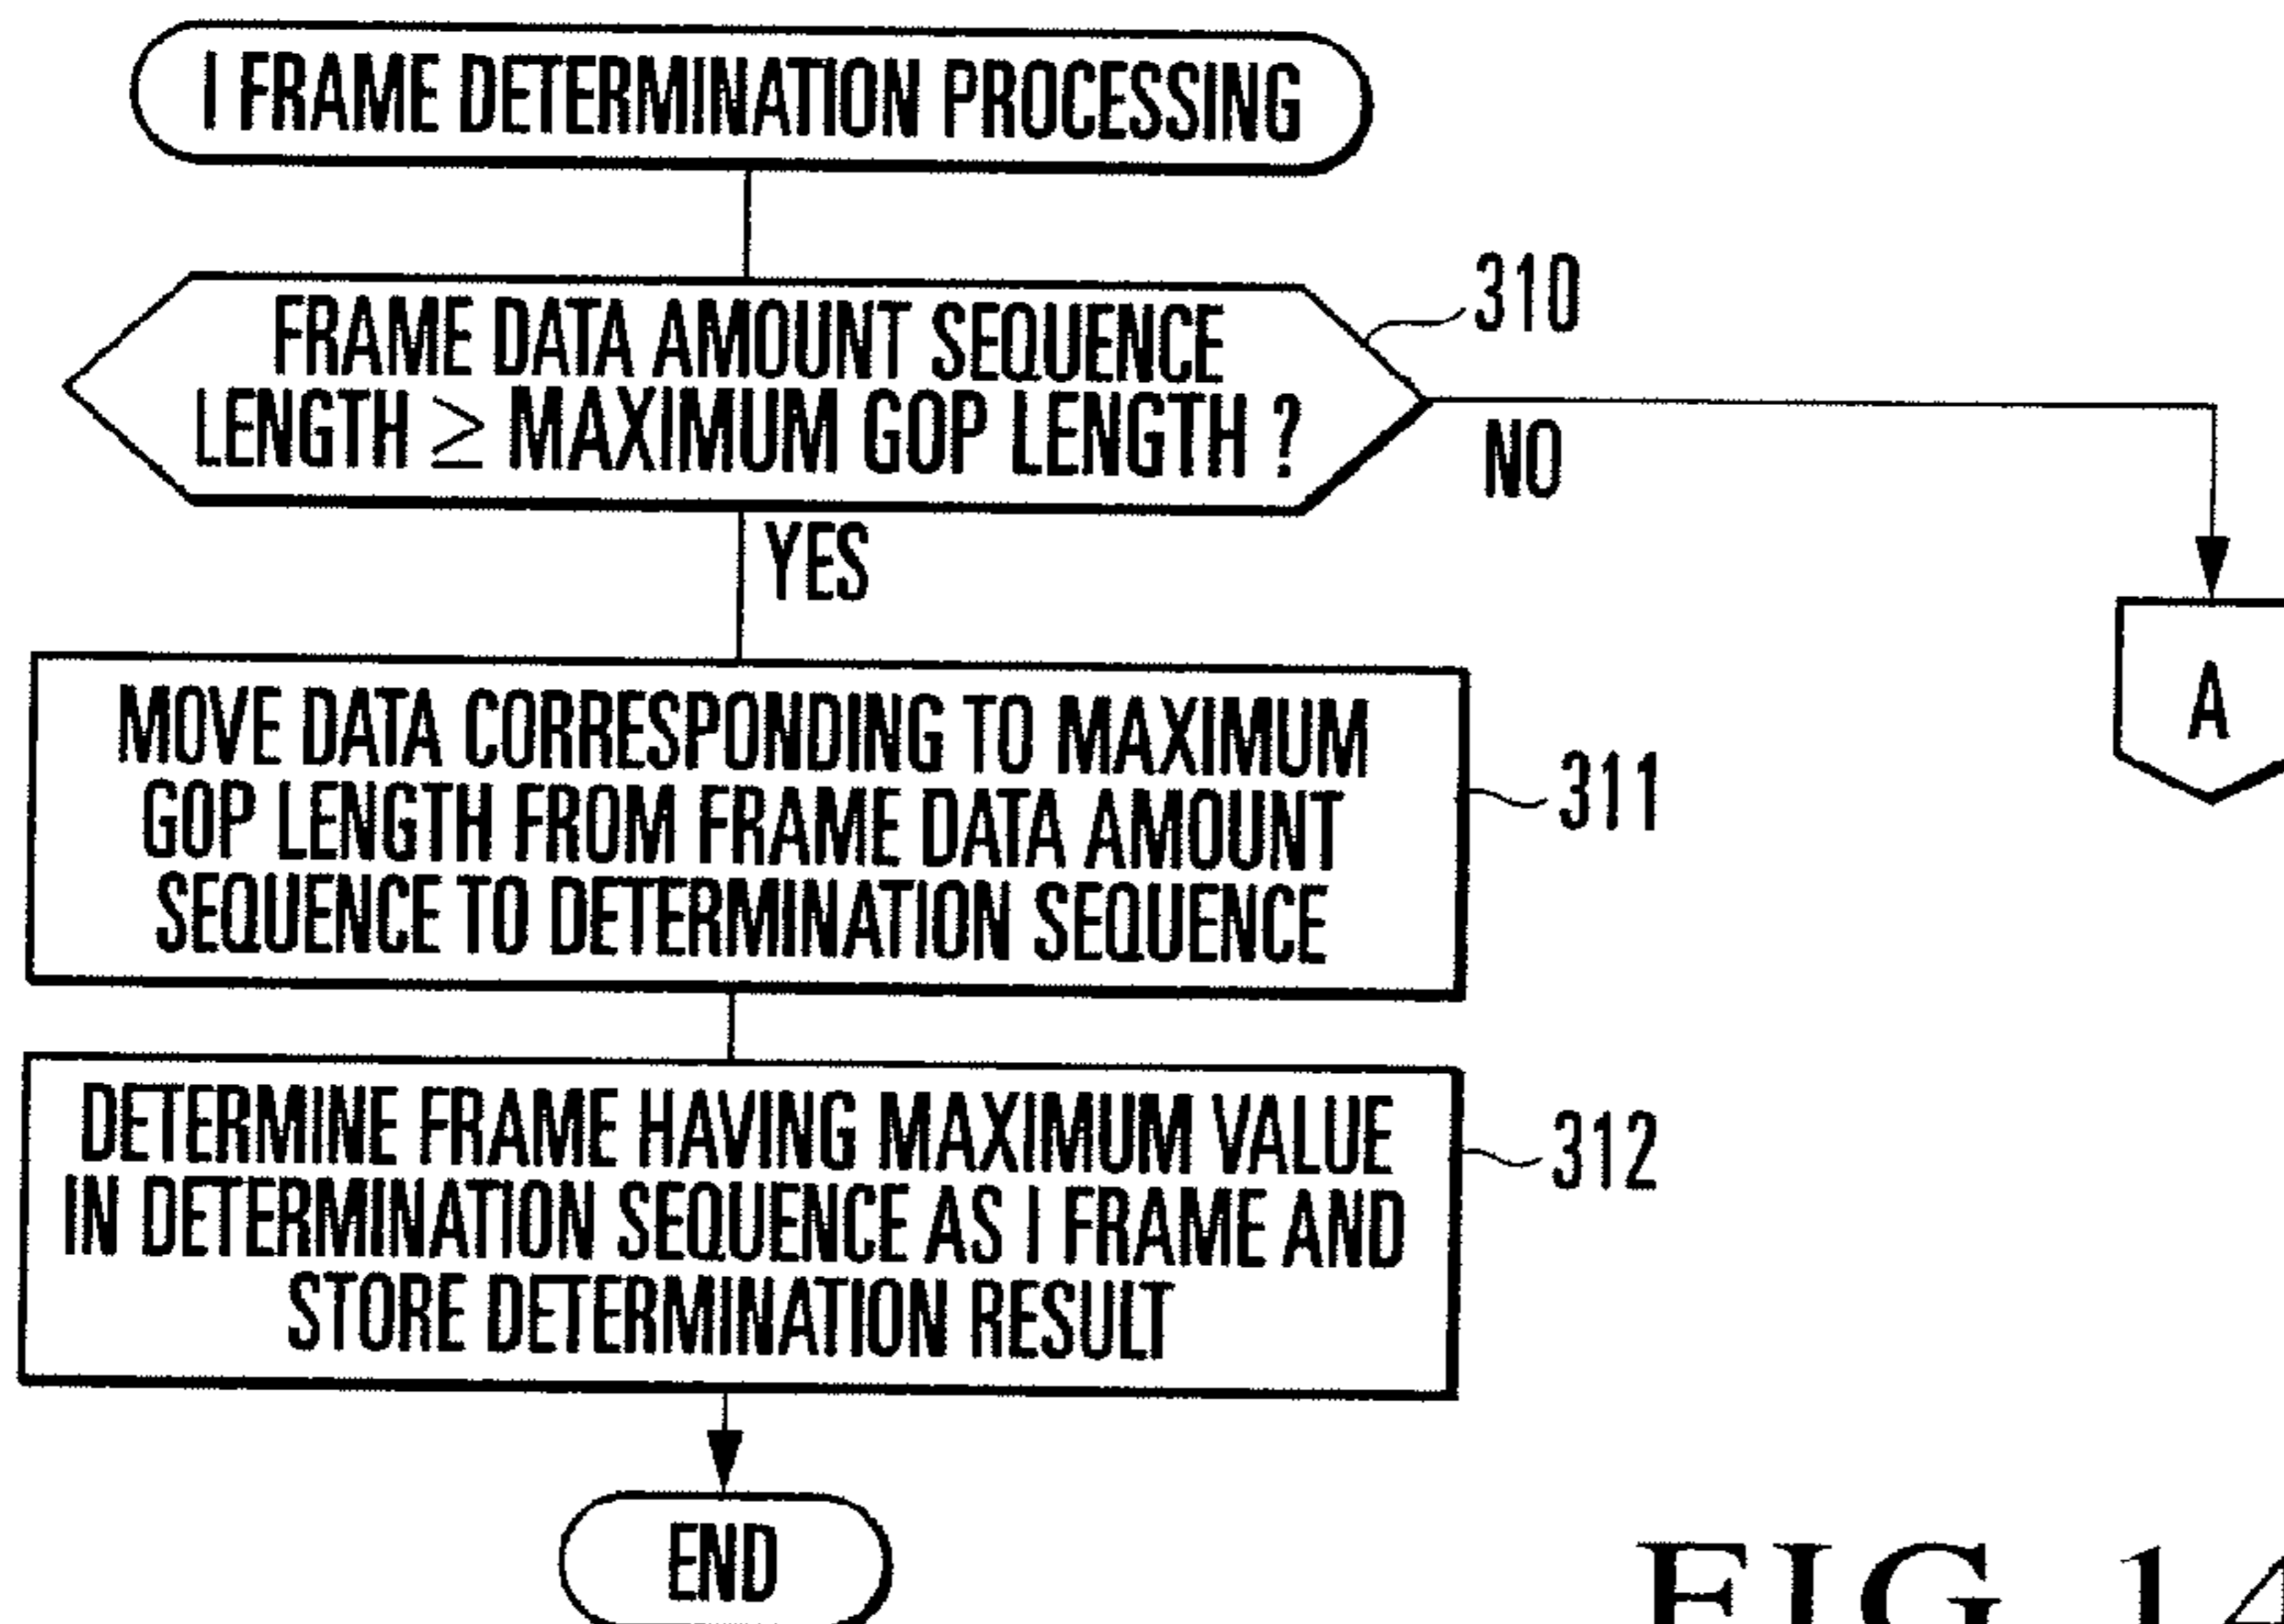 I FRAME DETERMINATION PROCESSING
FRAME DATA AMOUNT SEQUENCE
LENGTH ≥ MAXIMUM GOP LENGTH ?
310
NO
YES
A
MOVE DATA CORRESPONDING TO MAXIMUM
GOP LENGTH FROM FRAME DATA AMOUNT
SEQUENCE TO DETERMINATION SEQUENCE
311
DETERMINE FRAME HAVING MAXIMUM VALUE
IN DETERMINATION SEQUENCE AS I FRAME AND
STORE DETERMINATION RESULT
312
END
FIG.14